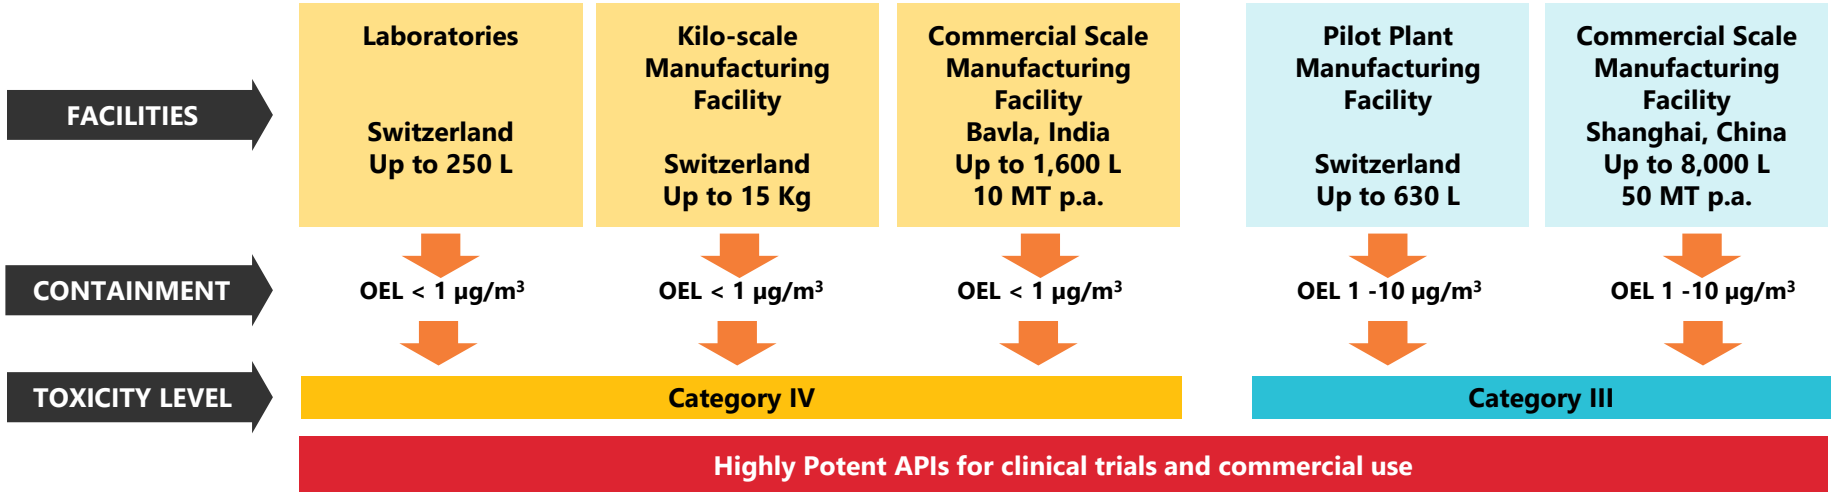 FACILITIES
Laboratories
Switzerland
Up to 250 L
Kilo-scale
Manufacturing
Facility
Switzerland
Up to 15 Kg
Commercial Scale
Manufacturing
Facility
Bavla, India
Up to 1,600 L
10 MT p.a.
Pilot Plant
Manufacturing
Facility
Switzerland
Up to 630 L
Commercial Scale
Manufacturing
Facility
Shanghai, China
Up to 8,000 L
50 MT p.a.
CONTAINMENT
OEL < 1 µg/m³
OEL < 1 µg/m³
OEL < 1 µg/m³
OEL 1 -10 µg/m³
OEL 1 -10 µg/m³
TOXICITY LEVEL
Category IV
Category III
Highly Potent APIs for clinical trials and commercial use